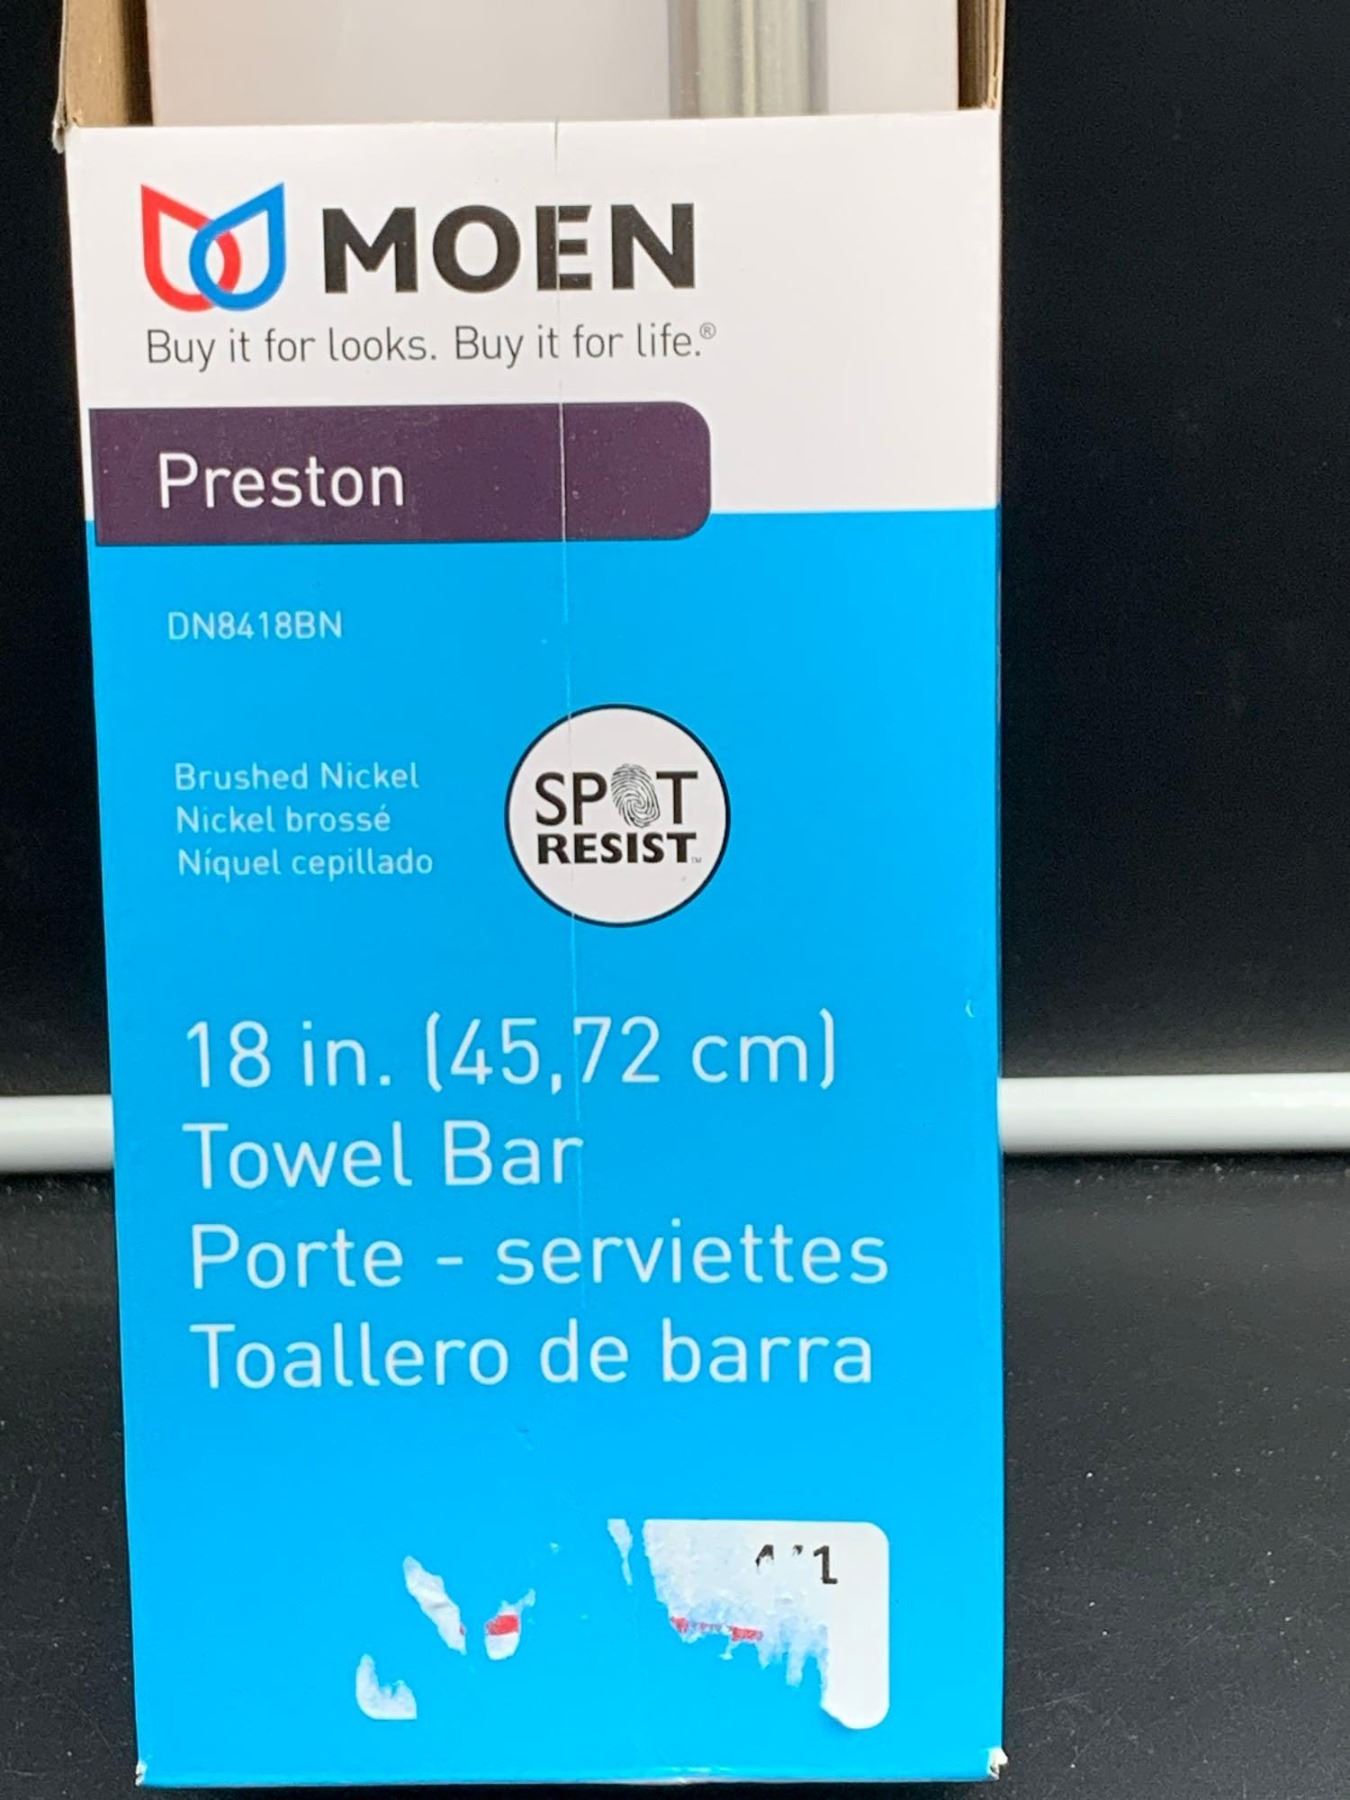 MOEN
Buy it for looks. Buy it for life.®
Preston
DN8418BN
Brushed Nickel
Nickel brossé
Níquel cepillado
SPOT
RESIST™
18 in. (45,72 cm)
Towel Bar
Porte - serviettes
Toallero de barra